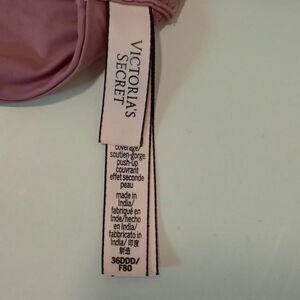 VICTORIA'S
SECRET
coverage/
soutien-gorge
push-up
couvrant
effet seconde
peau
made in
India/
fabriqué en
Inde/hecho
en India/
fabbricato in
India/ 印度
制造
36DDD/
F80